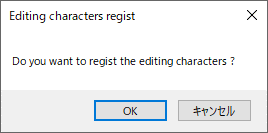 Editing characters regist
Do you want to regist the editing characters ?
OK
キャンセル